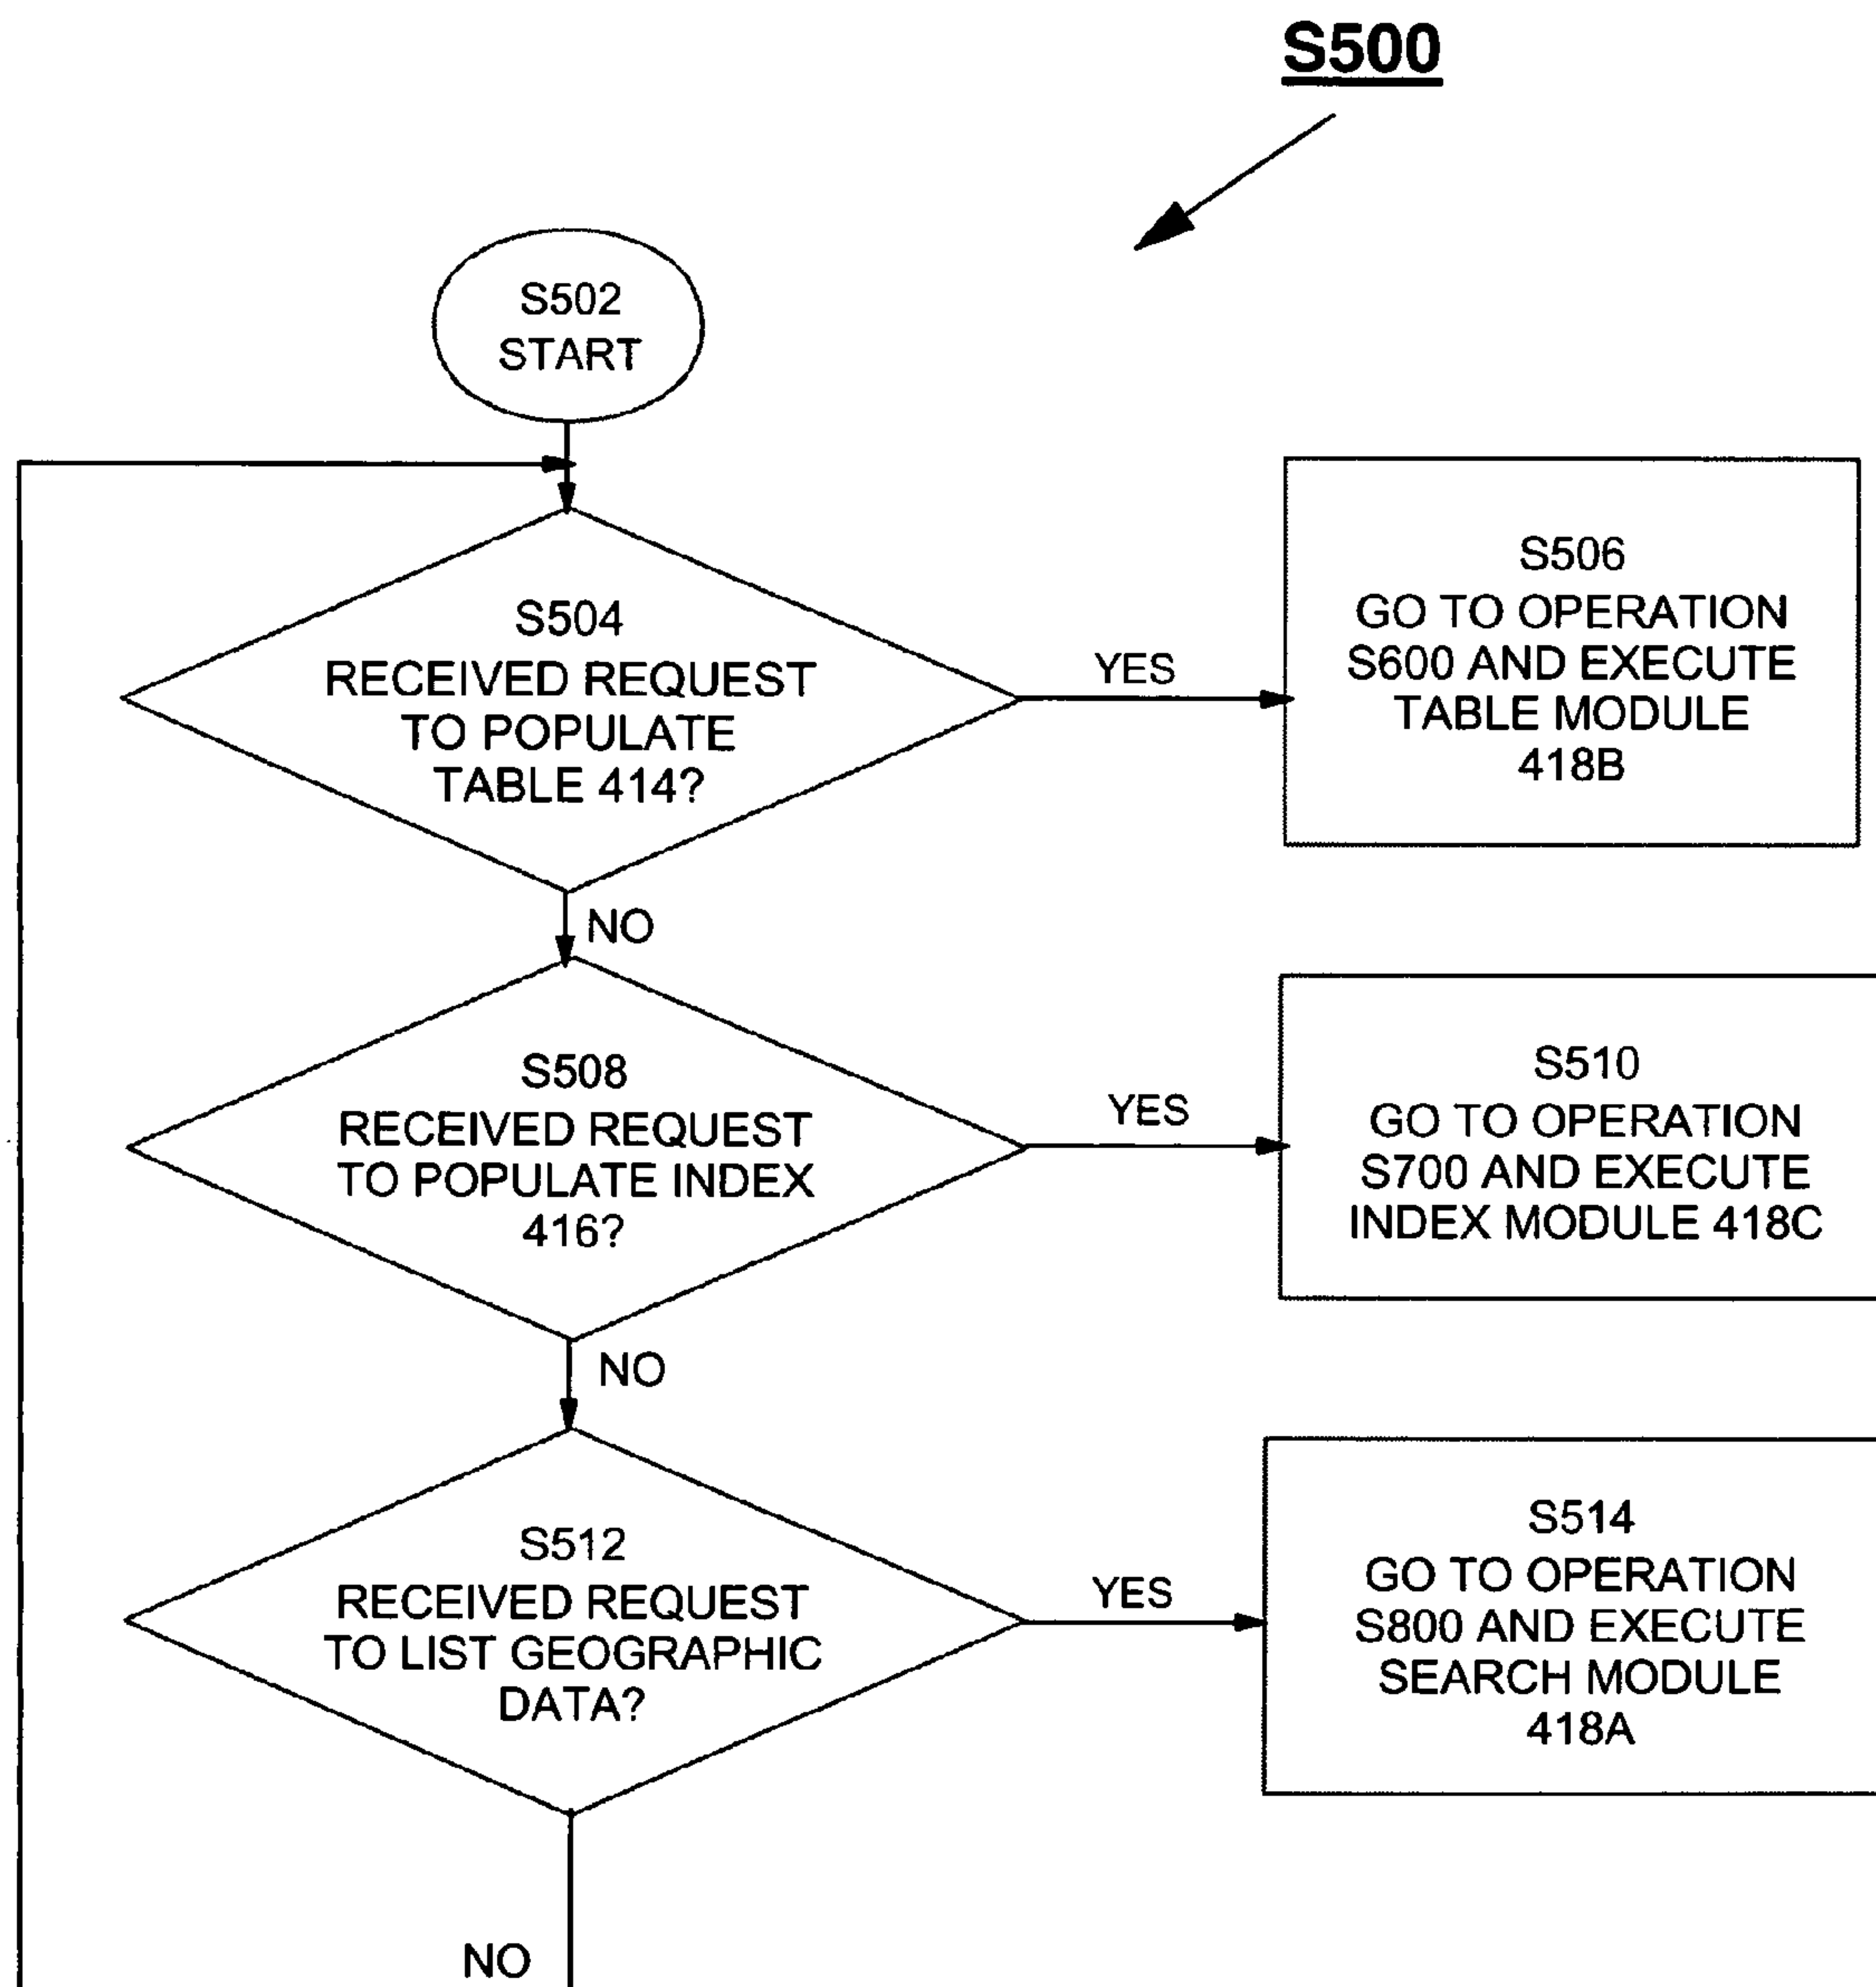 S500
S502
START
S504
RECEIVED REQUEST
TO POPULATE
TABLE 414?
YES
S506
GO TO OPERATION
S600 AND EXECUTE
TABLE MODULE
418B
NO
S508
RECEIVED REQUEST
TO POPULATE INDEX
416?
YES
S510
GO TO OPERATION
S700 AND EXECUTE
INDEX MODULE 418C
NO
S512
RECEIVED REQUEST
TO LIST GEOGRAPHIC
DATA?
YES
S514
GO TO OPERATION
S800 AND EXECUTE
SEARCH MODULE
418A
NO